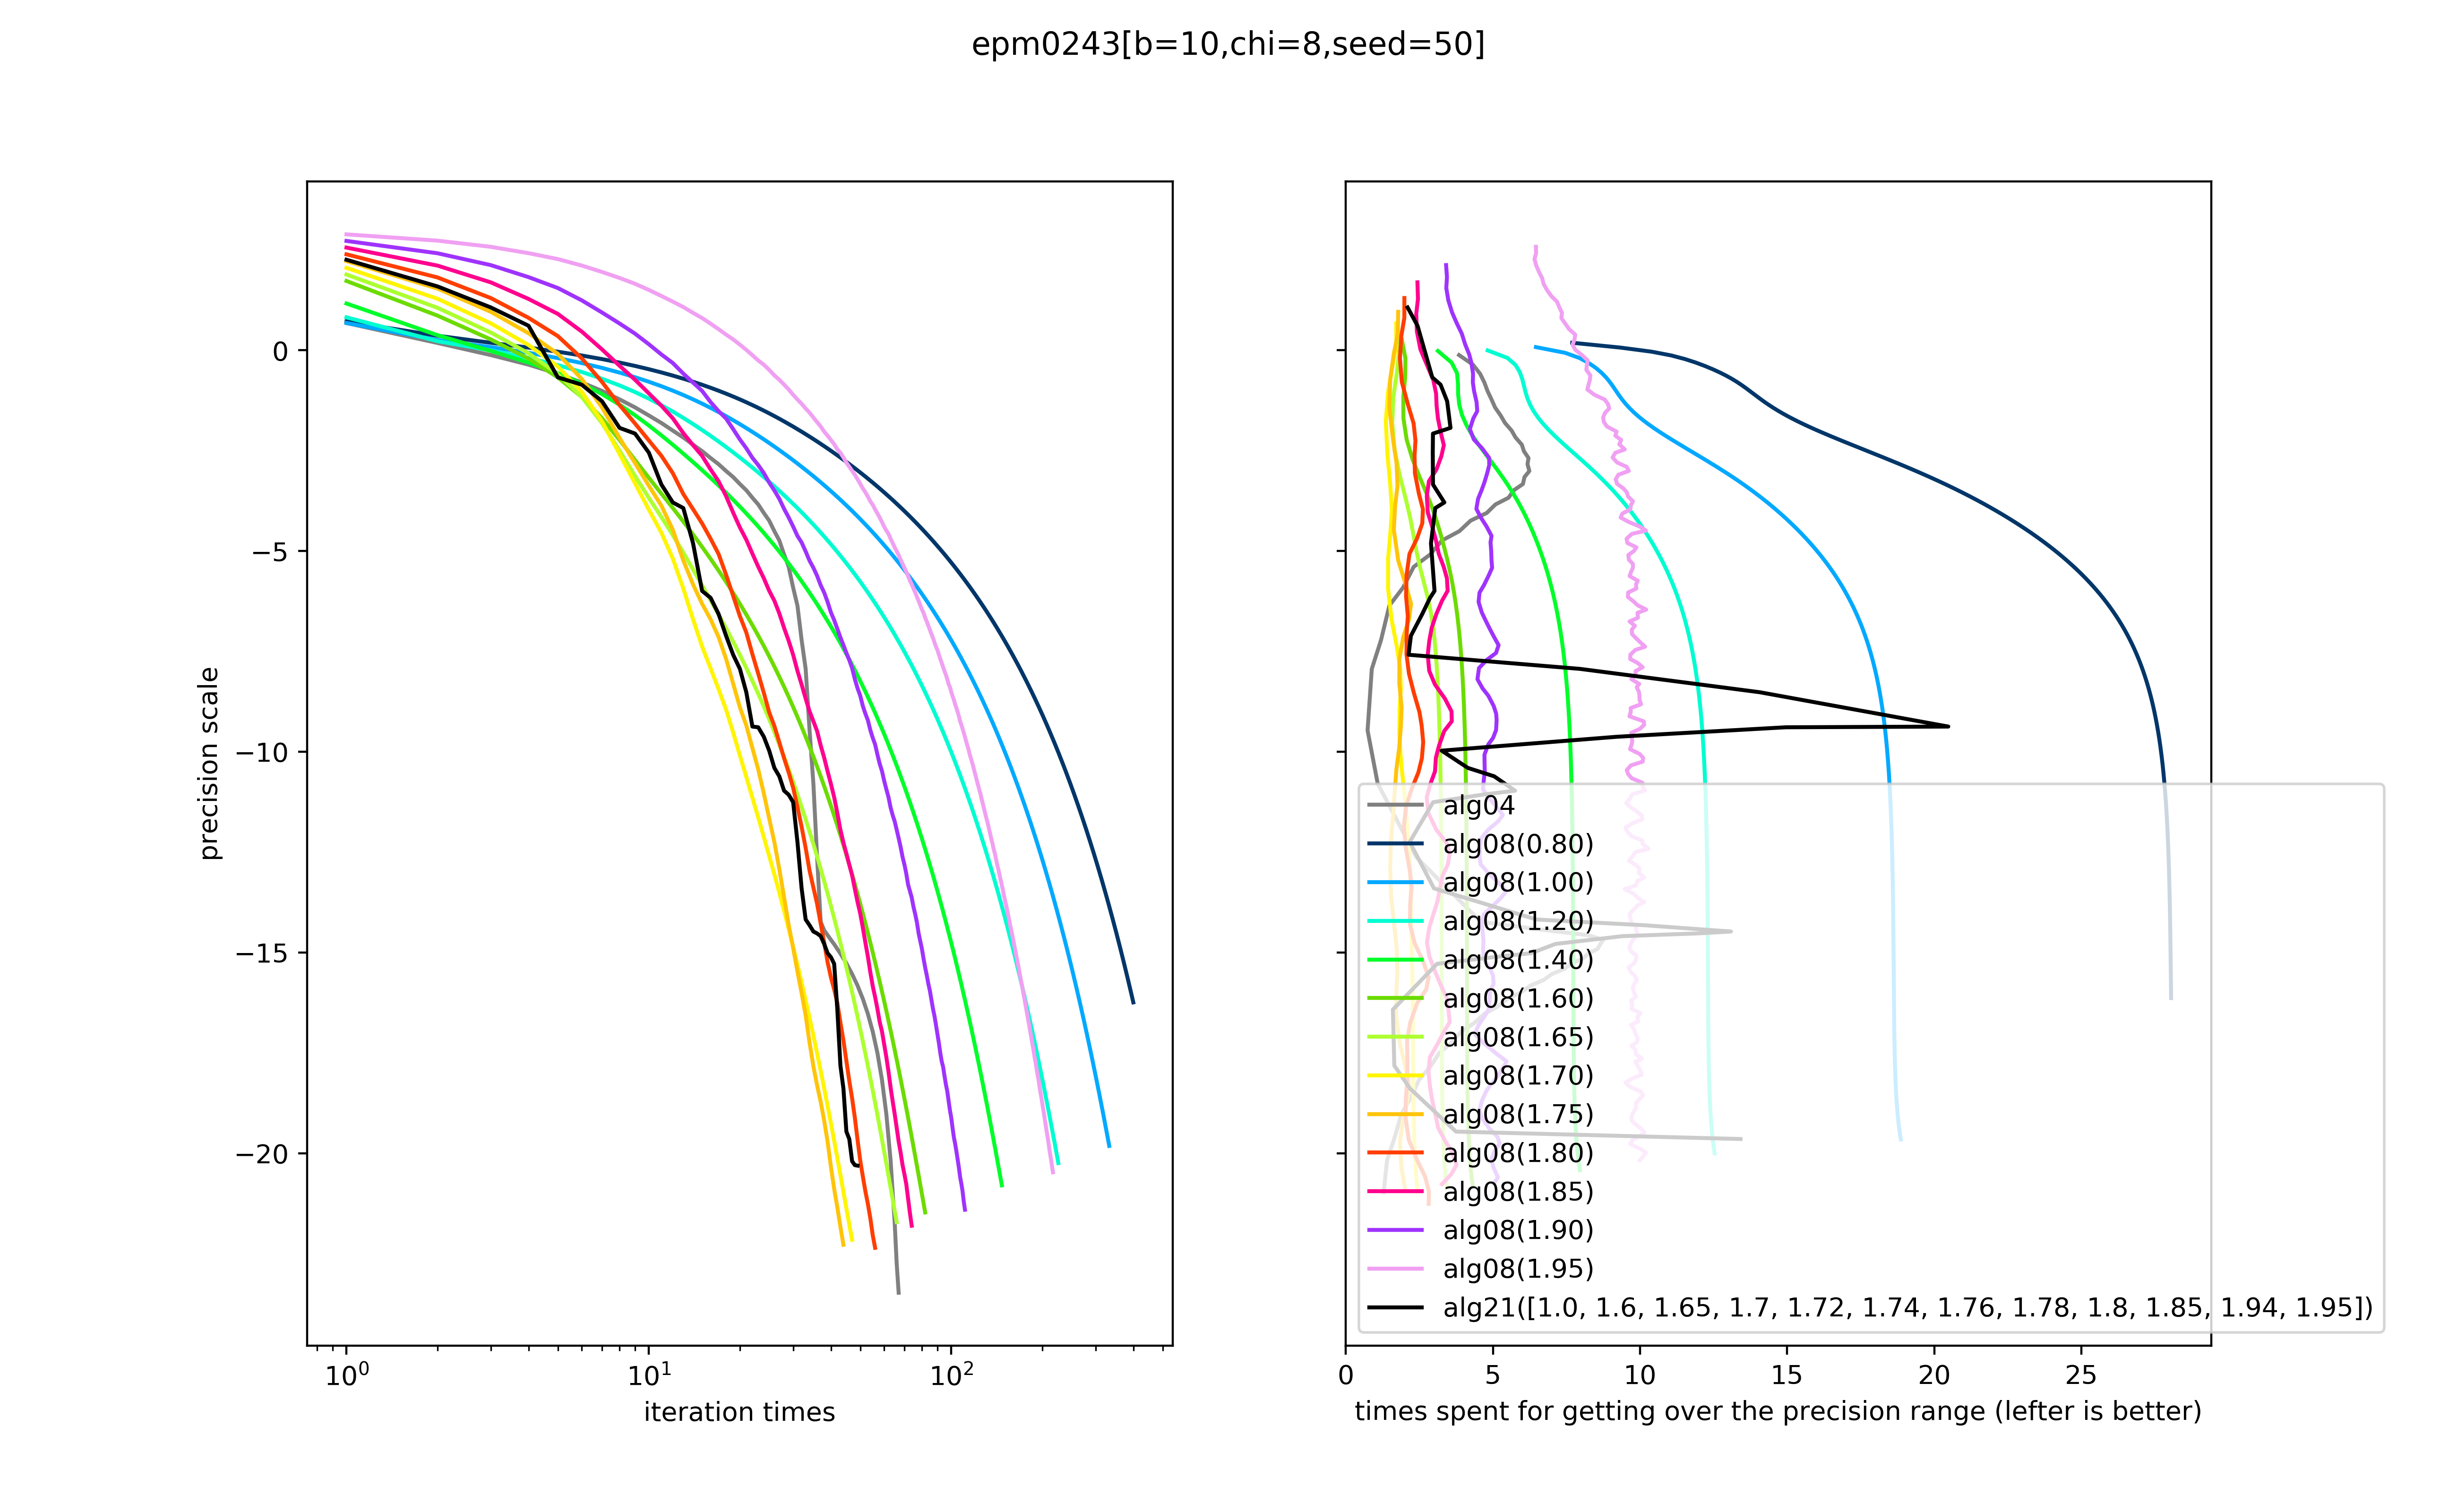 epm0243[b=10,chi=8,seed=50]
precision scale
0
−5
−10
−15
−20
10⁰ 10¹ 10²
iteration times
alg04
alg08(0.80)
alg08(1.00)
alg08(1.20)
alg08(1.40)
alg08(1.60)
alg08(1.65)
alg08(1.70)
alg08(1.75)
alg08(1.80)
alg08(1.85)
alg08(1.90)
alg08(1.95)
alg21([1.0, 1.6, 1.65, 1.7, 1.72, 1.74, 1.76, 1.78, 1.8, 1.85, 1.94, 1.95])
0 5 10 15 20 25
times spent for getting over the precision range (lefter is better)